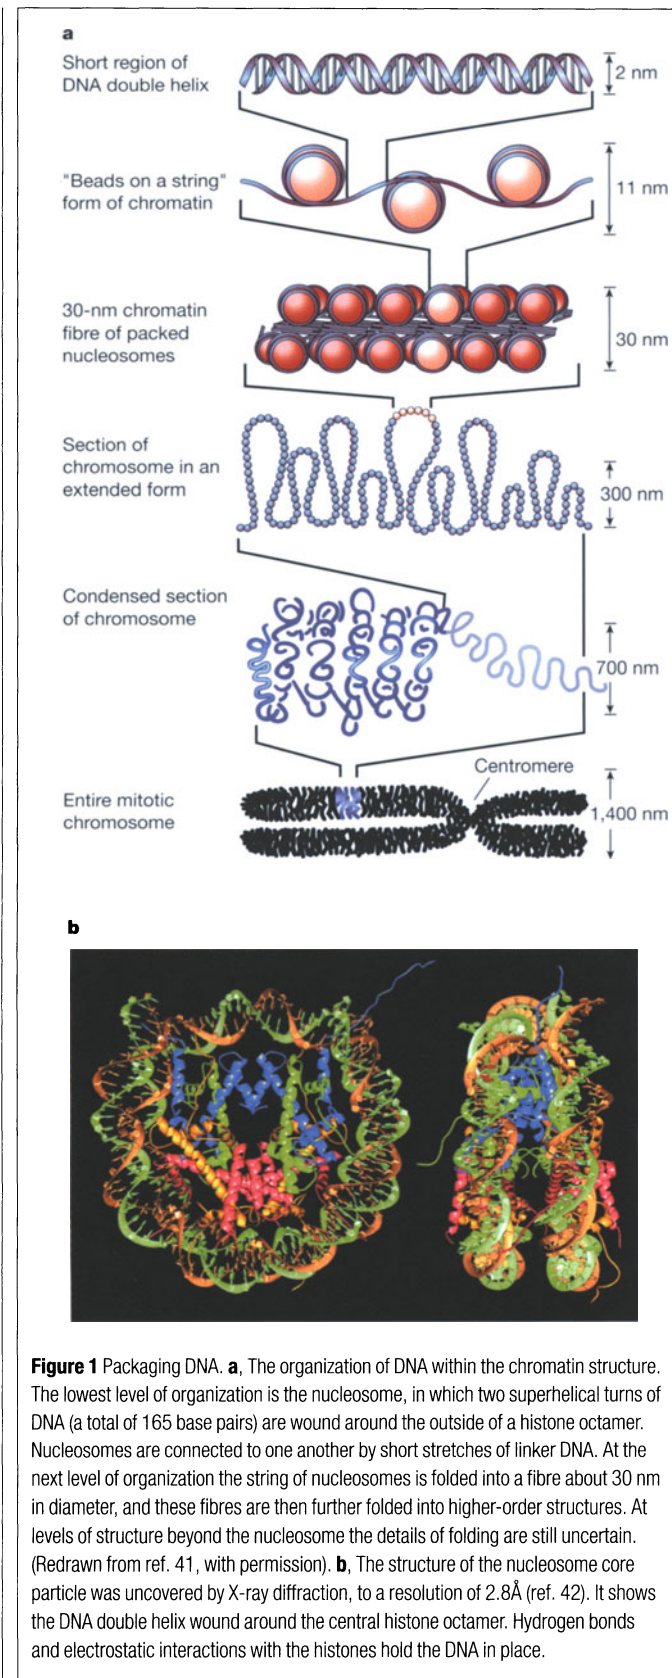 a
Short region of
DNA double helix
2 nm
"Beads on a string"
form of chromatin
11 nm
30-nm chromatin
fibre of packed
nucleosomes
30 nm
Section of
chromosome in an
extended form
300 nm
Condensed section
of chromosome
700 nm
Centromere
Entire mitotic
chromosome
1,400 nm
b
Figure 1 Packaging DNA. a, The organization of DNA within the chromatin structure.
The lowest level of organization is the nucleosome, in which two superhelical turns of
DNA (a total of 165 base pairs) are wound around the outside of a histone octamer.
Nucleosomes are connected to one another by short stretches of linker DNA. At the
next level of organization the string of nucleosomes is folded into a fibre about 30 nm
in diameter, and these fibres are then further folded into higher-order structures. At
levels of structure beyond the nucleosome the details of folding are still uncertain.
(Redrawn from ref. 41, with permission). b, The structure of the nucleosome core
particle was uncovered by X-ray diffraction, to a resolution of 2.8Å (ref. 42). It shows
the DNA double helix wound around the central histone octamer. Hydrogen bonds
and electrostatic interactions with the histones hold the DNA in place.